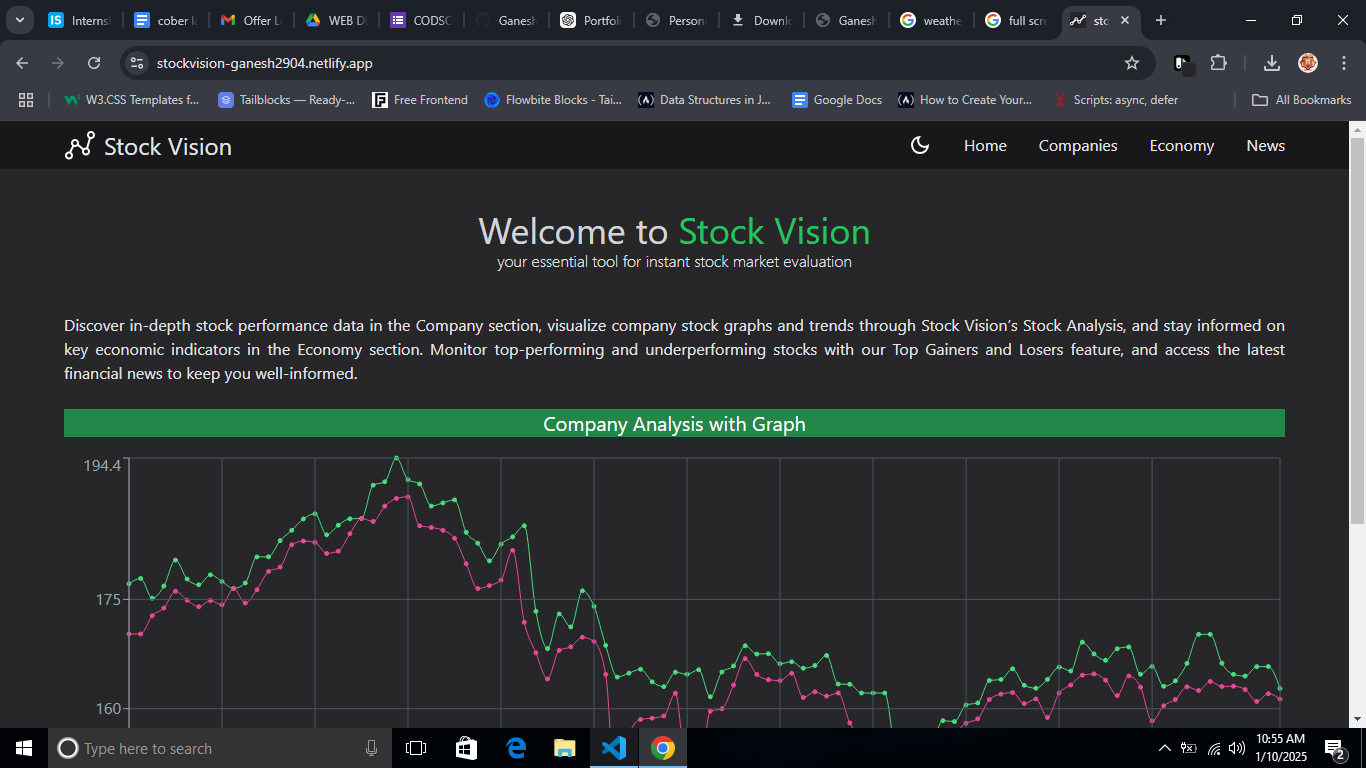 Interns
cober l
Offer L
WEB D
CODSO
Ganesh
Portfoli
Person
Downl
Ganesh
weathe
full scr
sto
stockvision-ganesh2904.netlify.app
W3.CSS Templates f...
Tailblocks — Ready-...
Free Frontend
Flowbite Blocks - Tai...
Data Structures in J...
Google Docs
How to Create Your...
Scripts: async, defer
All Bookmarks
Stock Vision
Home
Companies
Economy
News
Welcome to Stock Vision
your essential tool for instant stock market evaluation
Discover in-depth stock performance data in the Company section, visualize company stock graphs and trends through Stock Vision's Stock Analysis, and stay informed on
key economic indicators in the Economy section. Monitor top-performing and underperforming stocks with our Top Gainers and Losers feature, and access the latest
financial news to keep you well-informed.
Company Analysis with Graph
194.4
175
160
Type here to search
10:55 AM
1/10/2025
2